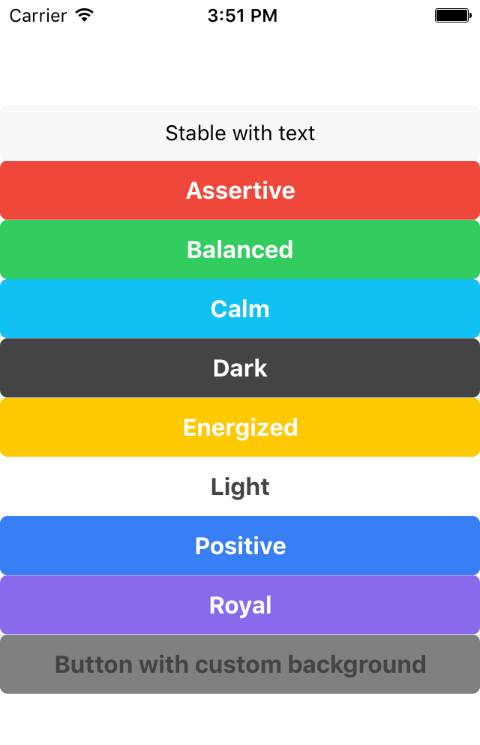 Carrier 3:51 PM
Stable with text
Assertive
Balanced
Calm
Dark
Energized
Light
Positive
Royal
Button with custom background